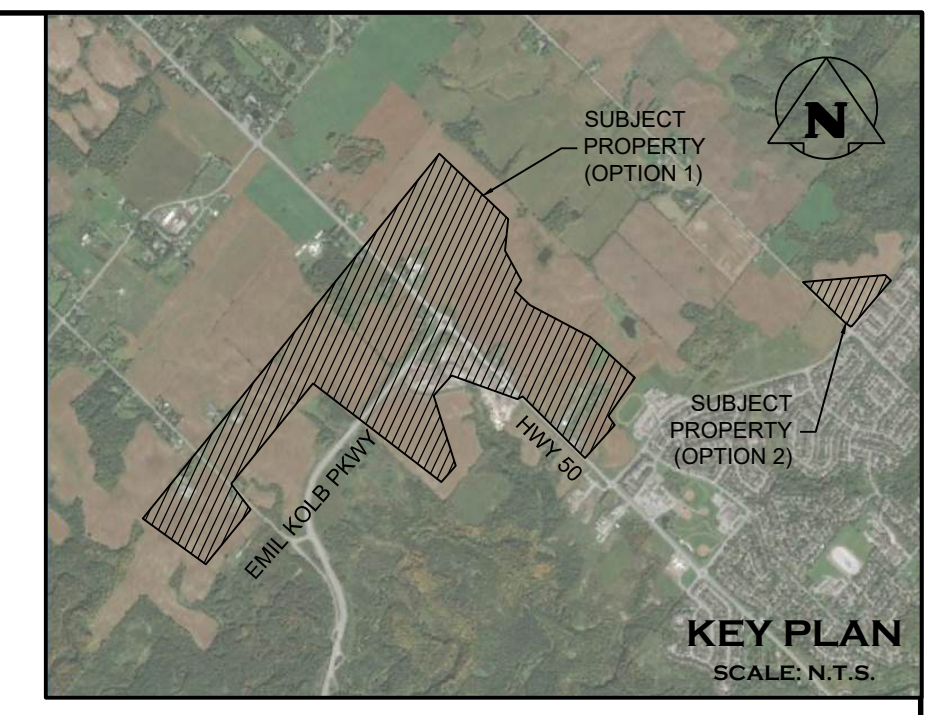 SUBJECT
PROPERTY
(OPTION 1)
N
SUBJECT
PROPERTY
(OPTION 2)
HWY 50
EMIL KOLB PKWY
KEY PLAN
SCALE: N.T.S.